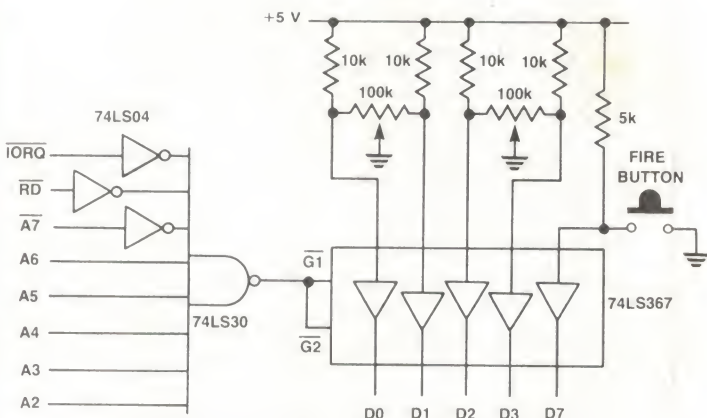 +5 V
10k
10k
10k
10k
100k
100k
5k
74LS04
FIRE
BUTTON
IORQ
RD
A7
A6
A5
A4
A3
A2
74LS30
G1
G2
74LS367
D0 D1 D2 D3 D7